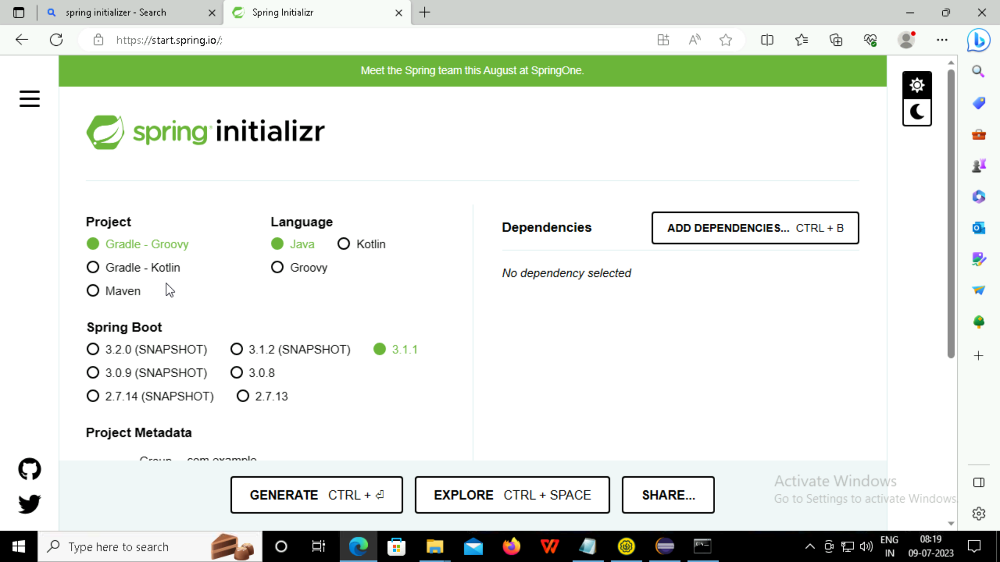 spring initializer - Search
Spring Initializr
https://start.spring.io/;
Meet the Spring team this August at SpringOne.
spring initializr
Project
Language
Gradle - Groovy
Java
Kotlin
Gradle - Kotlin
Groovy
Maven
Dependencies
ADD DEPENDENCIES... CTRL + B
No dependency selected
Spring Boot
3.2.0 (SNAPSHOT)
3.1.2 (SNAPSHOT)
3.1.1
3.0.9 (SNAPSHOT)
3.0.8
2.7.14 (SNAPSHOT)
2.7.13
Project Metadata
Group com.example
GENERATE CTRL + ⏎
EXPLORE CTRL + SPACE
SHARE...
Activate Windows
Go to Settings to activate Windows.
Type here to search
ENG
IN
08:19
09-07-2023